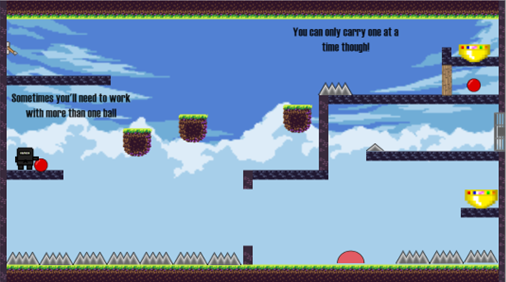 You can only carry one at a
time though!
Sometimes you'll need to work
with more than one ball